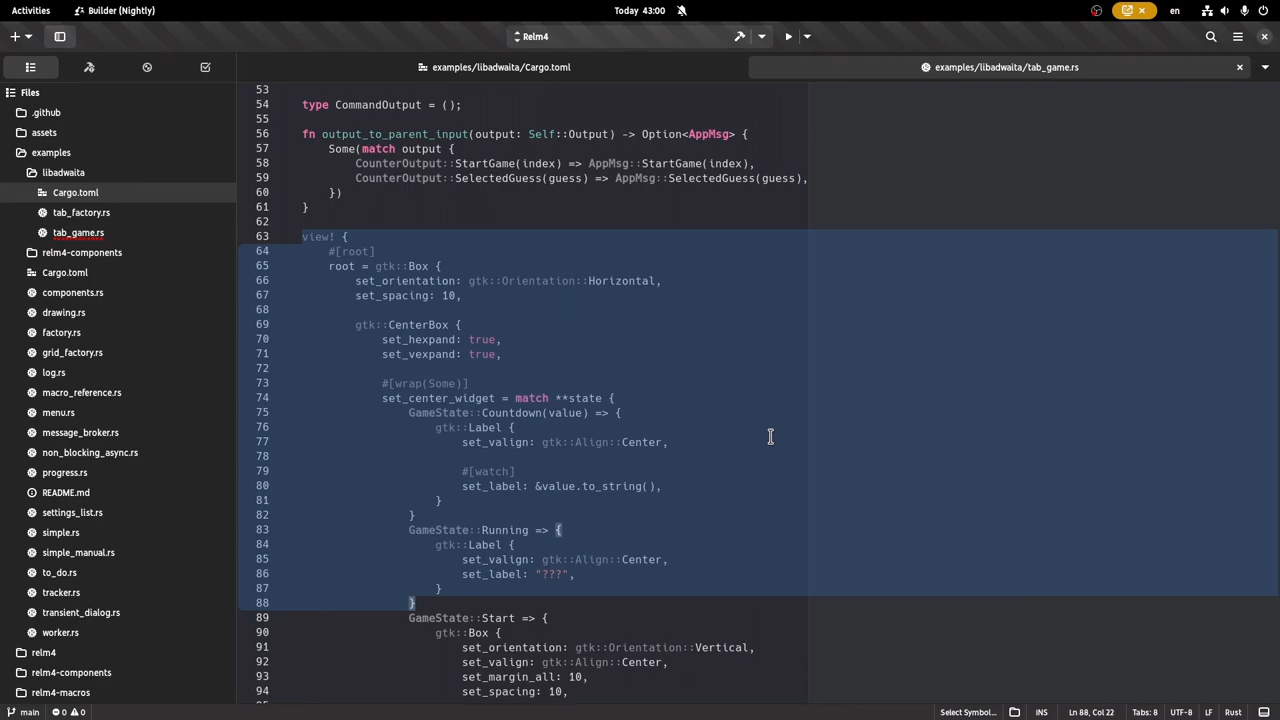 Activities
Builder (Nightly)
Today 43:00
en
Relm4
examples/libadwaita/Cargo.toml
examples/libadwaita/tab_game.rs
Files
.github
assets
examples
libadwaita
Cargo.toml
tab_factory.rs
tab_game.rs
relm4-components
Cargo.toml
components.rs
drawing.rs
factory.rs
grid_factory.rs
log.rs
macro_reference.rs
menu.rs
message_broker.rs
non_blocking_async.rs
progress.rs
README.md
settings_list.rs
simple.rs
simple_manual.rs
to_do.rs
tracker.rs
transient_dialog.rs
worker.rs
relm4
relm4-components
relm4-macros
53
54 type CommandOutput = ();
55
56 fn output_to_parent_input(output: Self::Output) -> Option<AppMsg> {
57 Some(match output {
58 CounterOutput::StartGame(index) => AppMsg::StartGame(index),
59 CounterOutput::SelectedGuess(guess) => AppMsg::SelectedGuess(guess),
60 })
61 }
62
63 view! {
64 #[root]
65 root = gtk::Box {
66 set_orientation: gtk::Orientation::Horizontal,
67 set_spacing: 10,
68
69 gtk::CenterBox {
70 set_hexpand: true,
71 set_vexpand: true,
72
73 #[wrap(Some)]
74 set_center_widget = match **state {
75 GameState::Countdown(value) => {
76 gtk::Label {
77 set_valign: gtk::Align::Center,
78
79 #[watch]
80 set_label: &value.to_string(),
81 }
82 }
83 GameState::Running => {
84 gtk::Label {
85 set_valign: gtk::Align::Center,
86 set_label: "???",
87 }
88 }
89 GameState::Start => {
90 gtk::Box {
91 set_orientation: gtk::Orientation::Vertical,
92 set_valign: gtk::Align::Center,
93 set_margin_all: 10,
94 set_spacing: 10,
main
0
0
Select Symbol…
INS
Ln 88, Col 22
Tabs: 8
UTF-8
LF
Rust